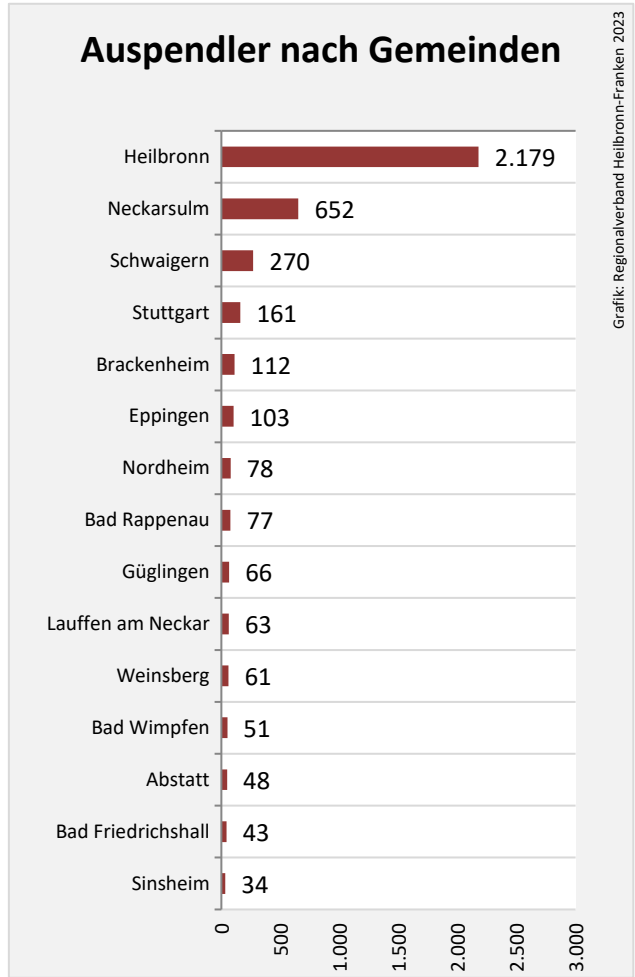 Auspendler nach Gemeinden
Grafik: Regionalverband Heilbronn-Franken 2023
Heilbronn 2.179
Neckarsulm 652
Schwaigern 270
Stuttgart 161
Brackenheim 112
Eppingen 103
Nordheim 78
Bad Rappenau 77
Güglingen 66
Lauffen am Neckar 63
Weinsberg 61
Bad Wimpfen 51
Abstatt 48
Bad Friedrichshall 43
Sinsheim 34
0 500 1.000 1.500 2.000 2.500 3.000